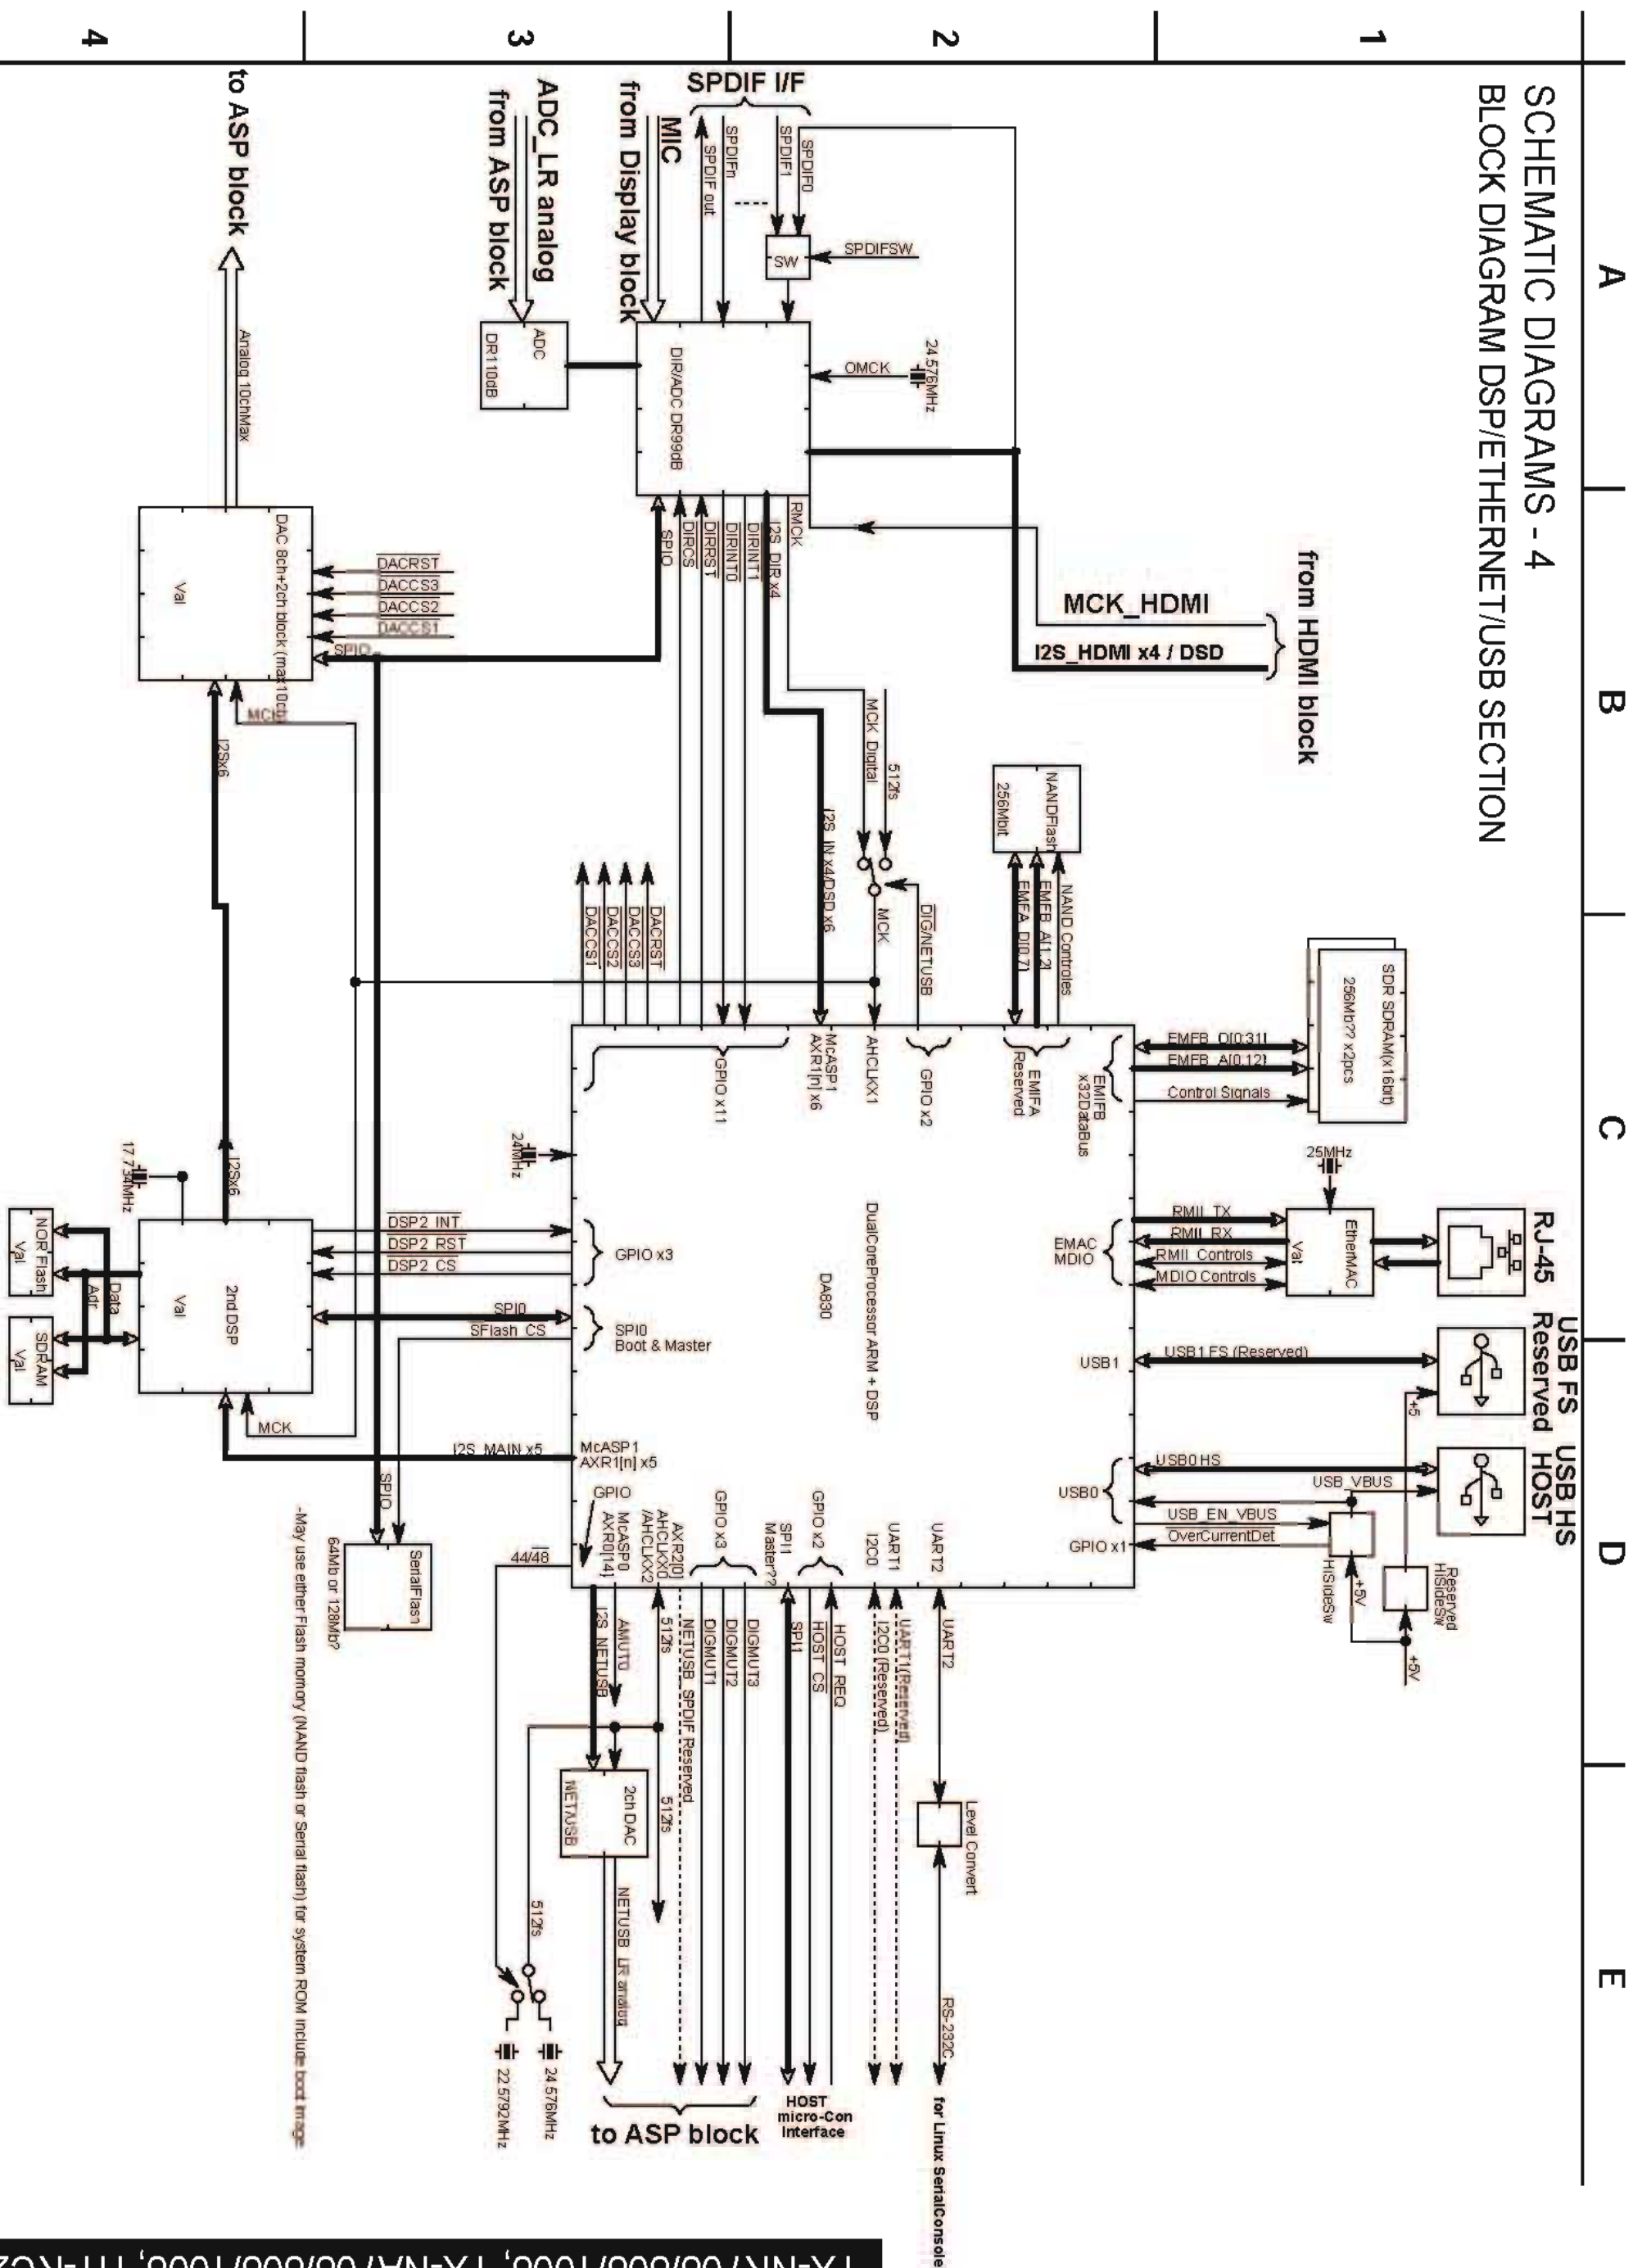 SCHEMATIC DIAGRAMS - 4
BLOCK DIAGRAM DSP/ETHERNET/USB SECTION
A
B
C
D
E
1
2
3
4
SPDIF I/F
SPDIF0
SPDIF1
SPDIFn
SPDIF out
SW
SPDIFSW
MIC
from Display block
ADC_LR analog
from ASP block
ADC
DR110dB
DIR/ADC DR99dB
OMCK
24.576MHz
from HDMI block
MCK_HDMI
I2S_HDMI x4 / DSD
RMCK
I2S_DIR x4
DIRINT1
DIRINT0
DIRRST
DIRCS
SPIO
to ASP block
Analog 10chMax
DAC 8ch+2ch block (max10ch)
Val
DACRST
DACCS3
DACCS2
DACCS1
SPIO
MCK
I2Sx6
MCK_Digital
512fs
I2S_IN x4/DSD x6
MCK
DIG/NETUSB
DACRST
DACCS3
DACCS2
DACCS1
NANDFlash
256Mbit
NAND Controles
EMFB_A[1,2]
EMFA_D[0,7]
SDR SDRAM(x16bit)
256Mb?? x2pcs
EMFB_D[0:31]
EMFB_A[0:12]
Control Signals
EMIFB
x32DataBus
EMIFA
Reserved
GPIO x2
AHCLKX1
McASP1
AXR1[n] x6
GPIO x11
24MHz
25MHz
EtherMAC
Val
RJ-45
RMII_TX
RMII_RX
RMII_Controls
MDIO Controls
EMAC
MDIO
DualCoreProcessor ARM + DSP
DA830
USB FS
Reserved
USB HS
HOST
USB1
USB1 FS (Reserved)
+5
USB0
USB0 HS
USB_VBUS
USB_EN_VBUS
OverCurrentDet
GPIO x1
HiSideSw
+5V
Reserved
HiSideSw
+5V
I2Sx6
17.734MHz
2nd DSP
Val
NOR Flash
Val
SDRAM
Val
Data
Adr
DSP2_INT
DSP2_RST
DSP2_CS
GPIO x3
SPI0
SFlash_CS
SPI0
Boot & Master
MCK
I2S_MAIN x5
McASP1
AXR1[n] x5
SPIO
SerialFlash
64Mb or 128Mb?
GPIO
McASP0
AXR0[14]
AHCLKX0
/AHCLKX2
AXR2[0]
GPIO x3
SPI1
Master??
GPIO x2
I2C0
UART1
UART2
44/48
I2S_NETUSB
AMUT0
512fs
NETUSB_SPDIF Reserved
DIGMUT1
DIGMUT2
DIGMUT3
SPI1
HOST_CS
HOST_REQ
I2C0 (Reserved)
UART1(Reserved)
UART2
Level Convert
RS-232C
for Linux SerialConsole
2ch DAC
NET/USB
512fs
NETUSB_LR analog
512fs
24.576MHz
22.5792MHz
to ASP block
HOST
micro-Con
Interface
-May use either Flash momory (NAND flash or Serial flash) for system ROM include boot image